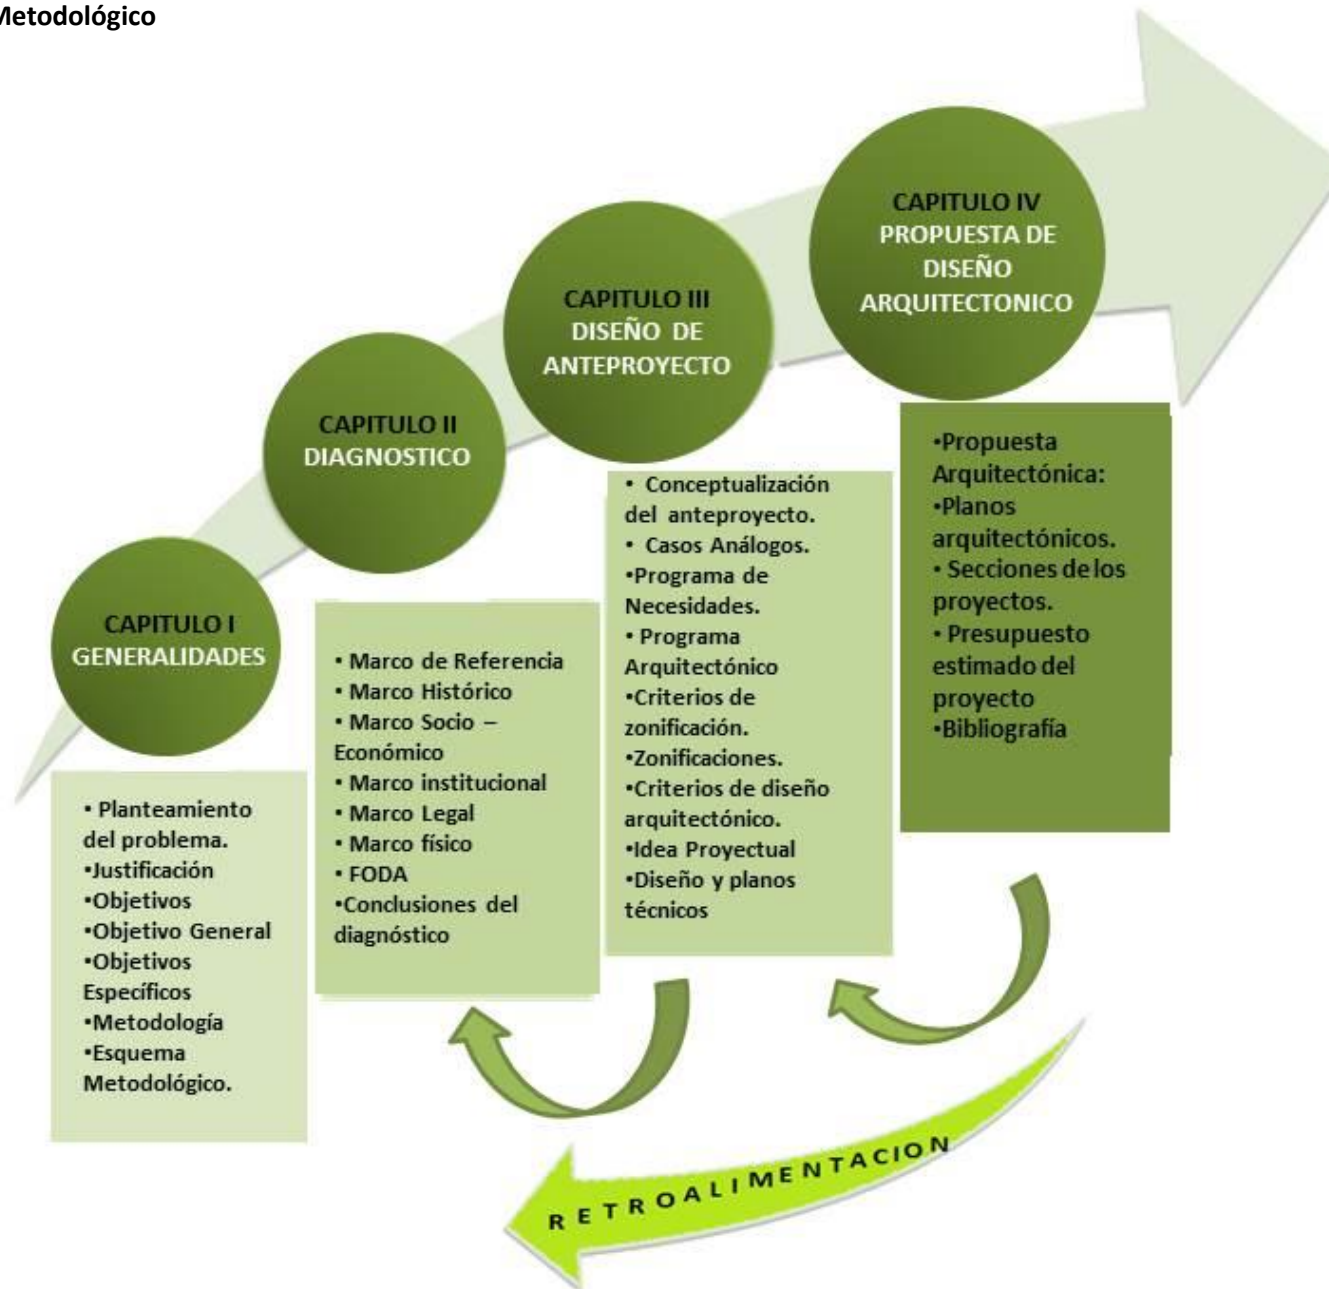 Metodológico
CAPITULO I
GENERALIDADES
• Planteamiento
del problema.
•Justificación
•Objetivos
•Objetivo General
•Objetivos
Específicos
•Metodología
•Esquema
Metodológico.
CAPITULO II
DIAGNOSTICO
• Marco de Referencia
• Marco Histórico
• Marco Socio –
Económico
• Marco institucional
• Marco Legal
• Marco físico
• FODA
•Conclusiones del
diagnóstico
CAPITULO III
DISEÑO DE
ANTEPROYECTO
• Conceptualización
del anteproyecto.
• Casos Análogos.
•Programa de
Necesidades.
• Programa
Arquitectónico
•Criterios de
zonificación.
•Zonificaciones.
•Criterios de diseño
arquitectónico.
•Idea Proyectual
•Diseño y planos
técnicos
CAPITULO IV
PROPUESTA DE
DISEÑO
ARQUITECTONICO
•Propuesta
Arquitectónica:
•Planos
arquitectónicos.
• Secciones de los
proyectos.
• Presupuesto
estimado del
proyecto
•Bibliografía
RETROALIMENTACION